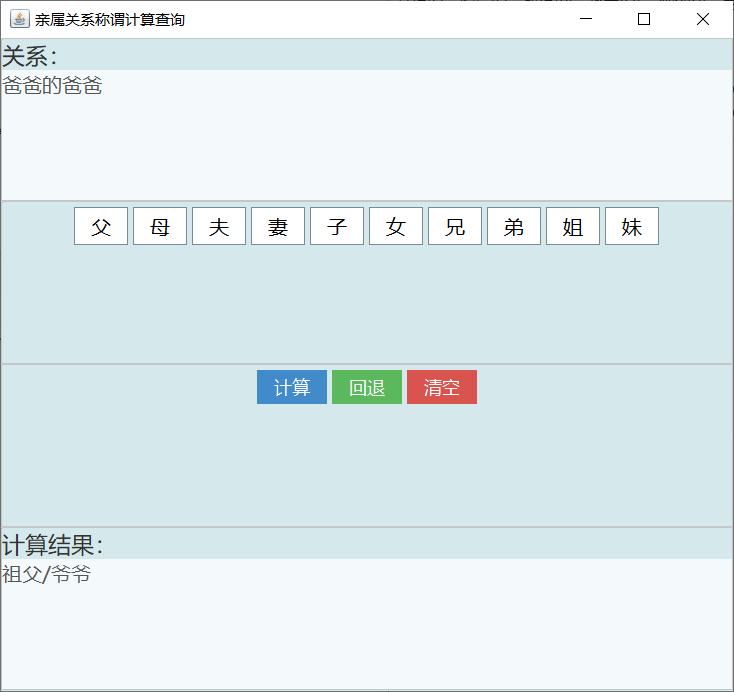 亲属关系称谓计算查询
关系：
爸爸的爸爸
父 母 夫 妻 子 女 兄 弟 姐 妹
计算 回退 清空
计算结果：
祖父/爷爷